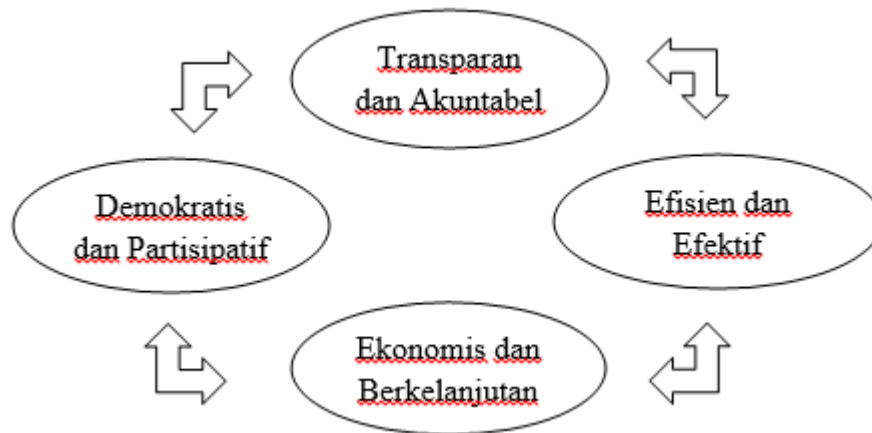 Transparan
dan Akuntabel
Demokratis
dan Partisipatif
Efisien dan
Efektif
Ekonomis dan
Berkelanjutan